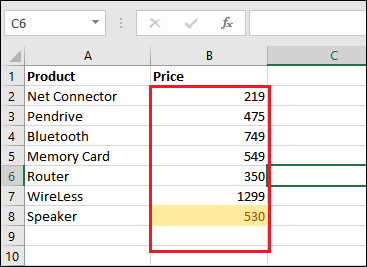 C6 fx
A B C
1 Product Price
2 Net Connector 219
3 Pendrive 475
4 Bluetooth 749
5 Memory Card 549
6 Router 350
7 WireLess 1299
8 Speaker 530
9
10